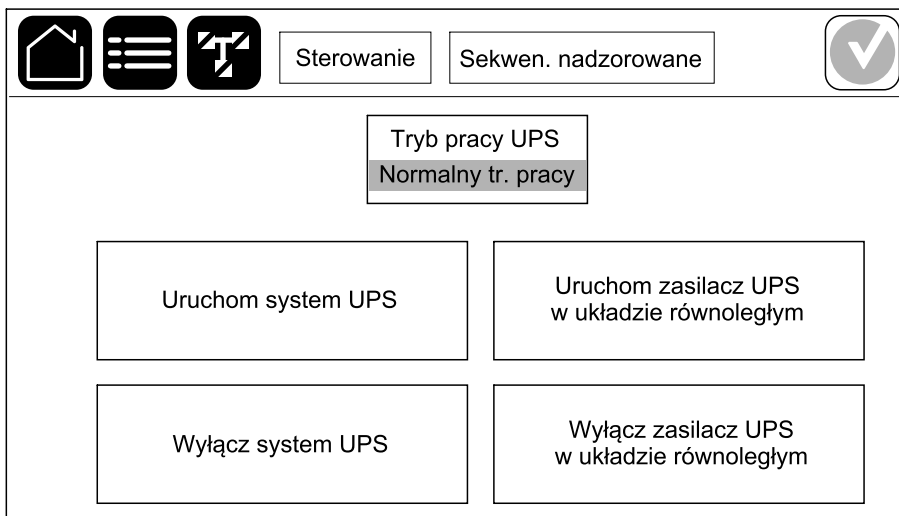 Sterowanie
Sekwen. nadzorowane
Tryb pracy UPS
Normalny tr. pracy
Uruchom system UPS
Uruchom zasilacz UPS
w układzie równoległym
Wyłącz system UPS
Wyłącz zasilacz UPS
w układzie równoległym